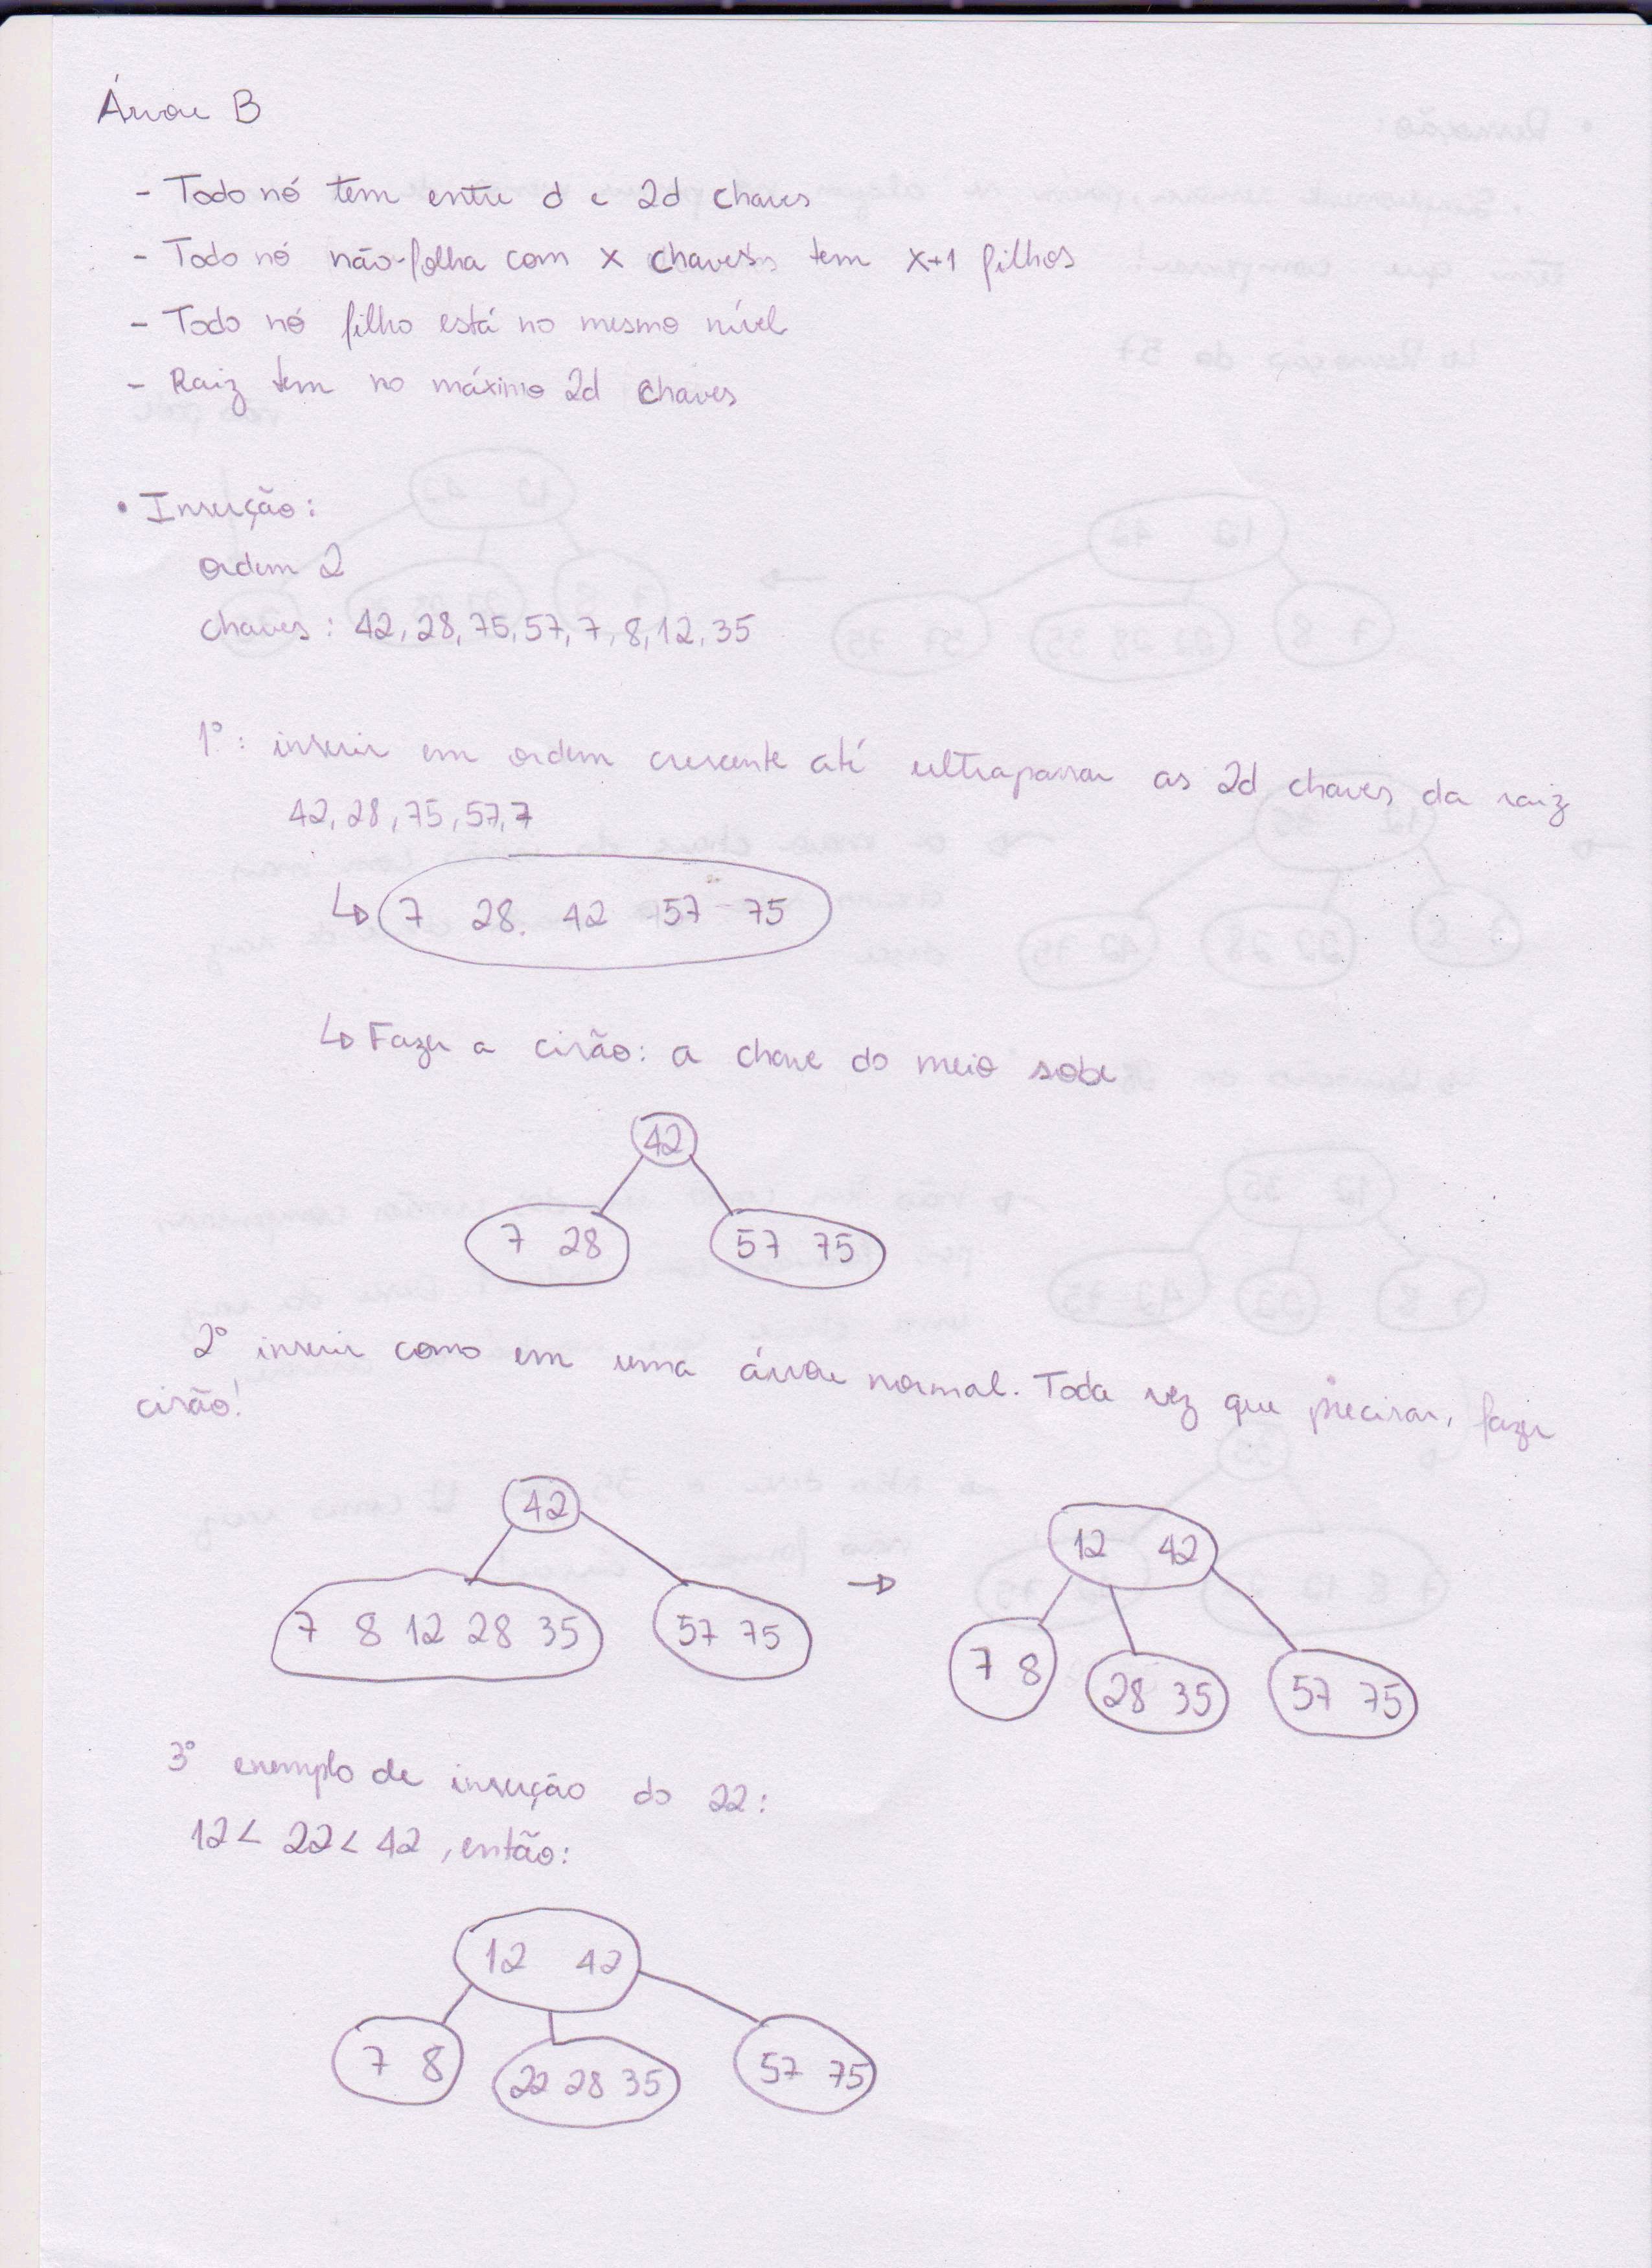 Árvore B
- Todo nó tem entre d e 2d chaves
- Todo nó não-folha com x chaves tem x+1 filhos
- Todo nó filho está no mesmo nível
- Raiz tem no máximo 2d chaves
• Inserção:
ordem 2
chaves: 42, 28, 75, 57, 7, 8, 12, 35
1º: inserir em ordem crescente até ultrapassar as 2d chaves da raiz
42, 28, 75, 57, 7
↳ 7 28 42 57 75
↳ Fazer a cisão: a chave do meio sobe
42
7 28 57 75
2º inserir como em uma árvore normal. Toda vez que precisar, fazer
cisão!
42
7 8 12 28 35 57 75
→
12 42
7 8 28 35 57 75
3º exemplo de inserção do 22:
12 < 22 < 42, então:
12 42
7 8 22 28 35 57 75